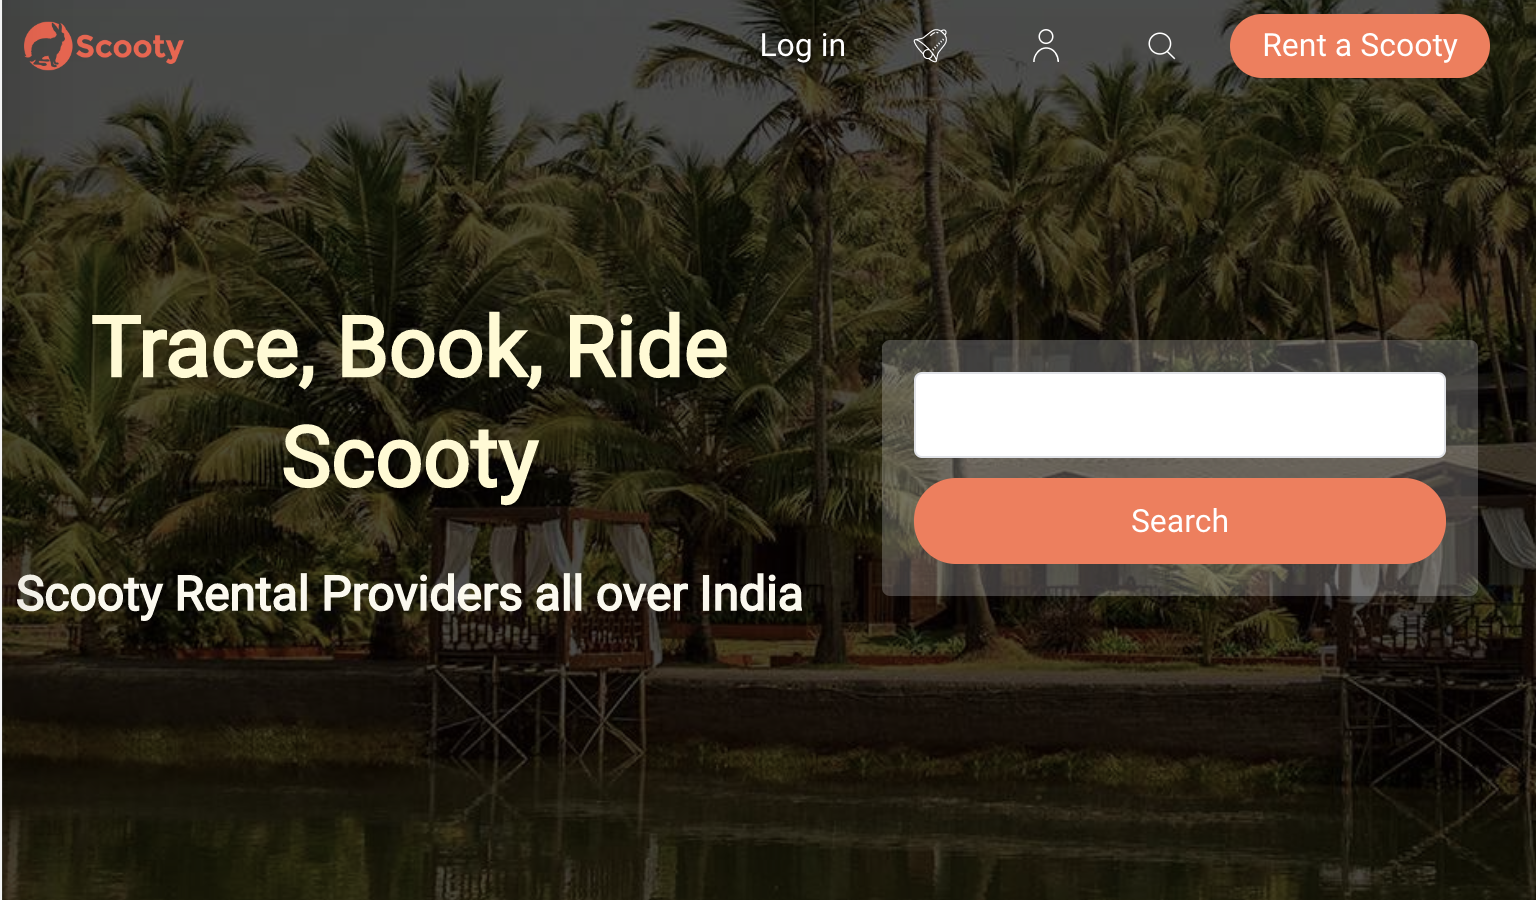 Scooty
Log in
Rent a Scooty
Trace, Book, Ride
Scooty
Scooty Rental Providers all over India
Search